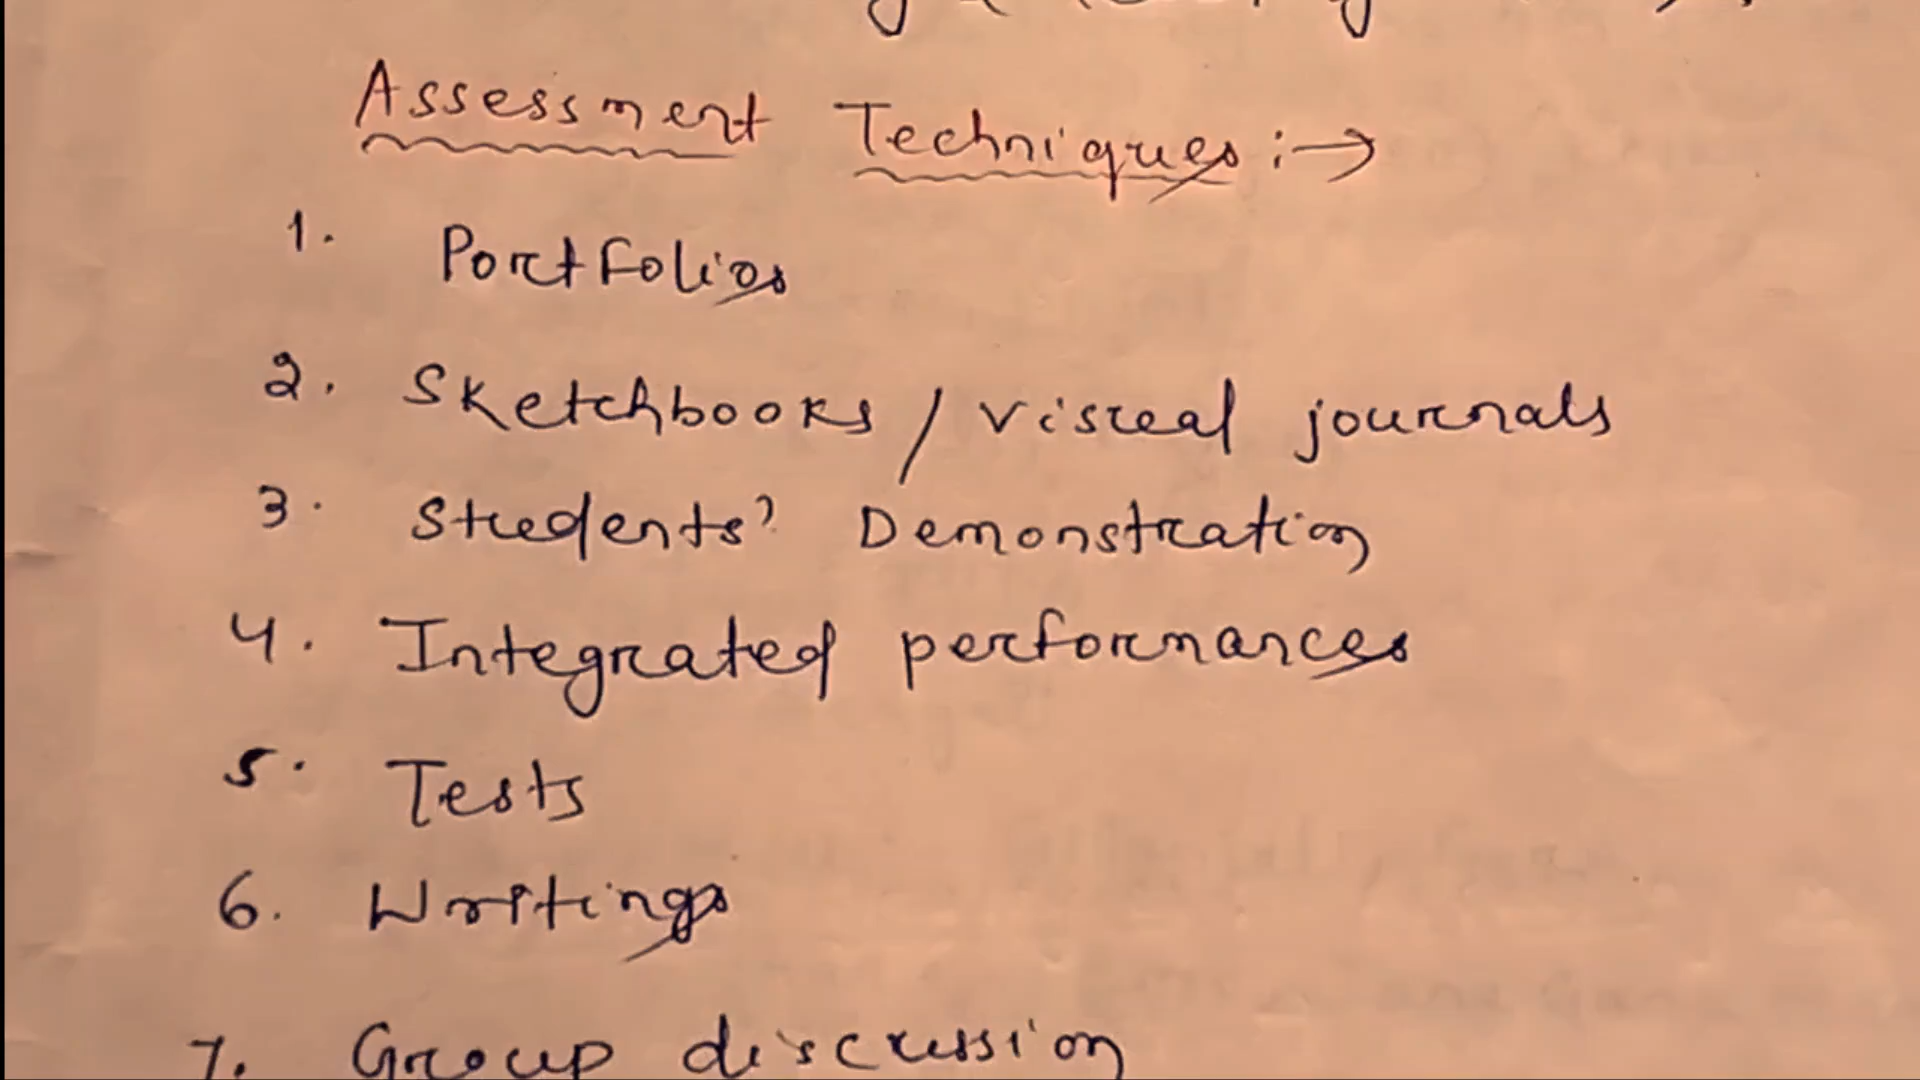 Assessment Techniques :→
1. Portfolios
2. Sketchbooks / visual journals
3. Students' Demonstration
4. Integrated performances
5. Tests
6. Writings
7. Group discussion